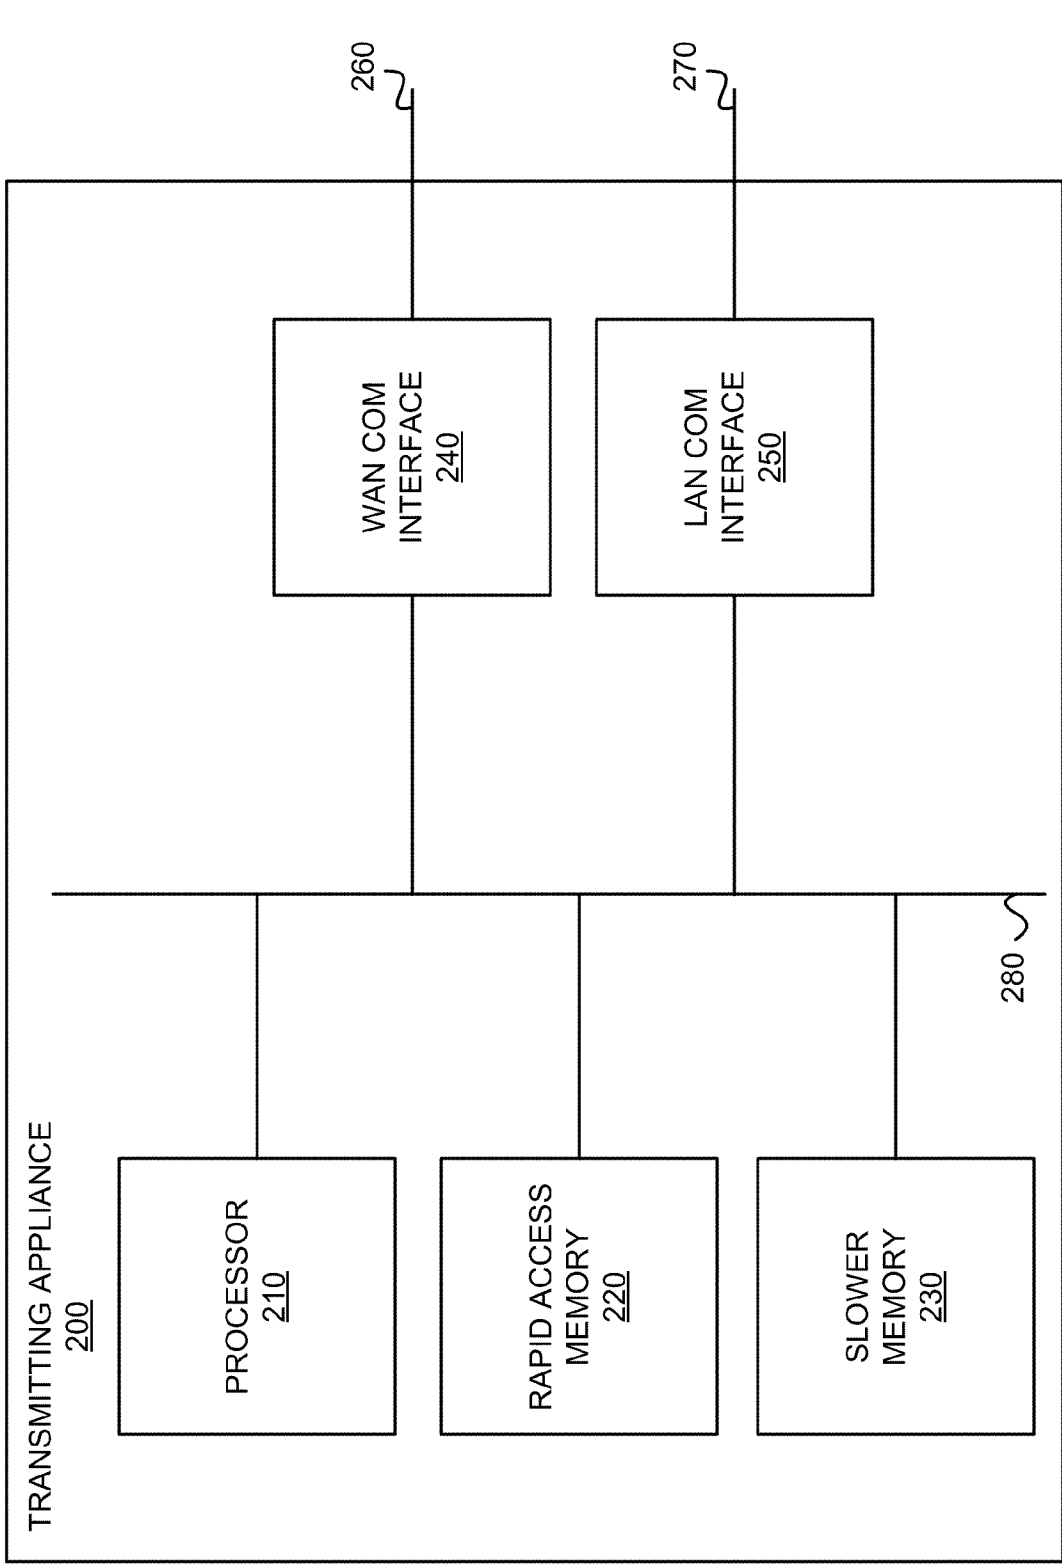 TRANSMITTING APPLIANCE
200
PROCESSOR
210
RAPID ACCESS
MEMORY
220
SLOWER
MEMORY
230
280
WAN COM
INTERFACE
240
LAN COM
INTERFACE
250
260
270